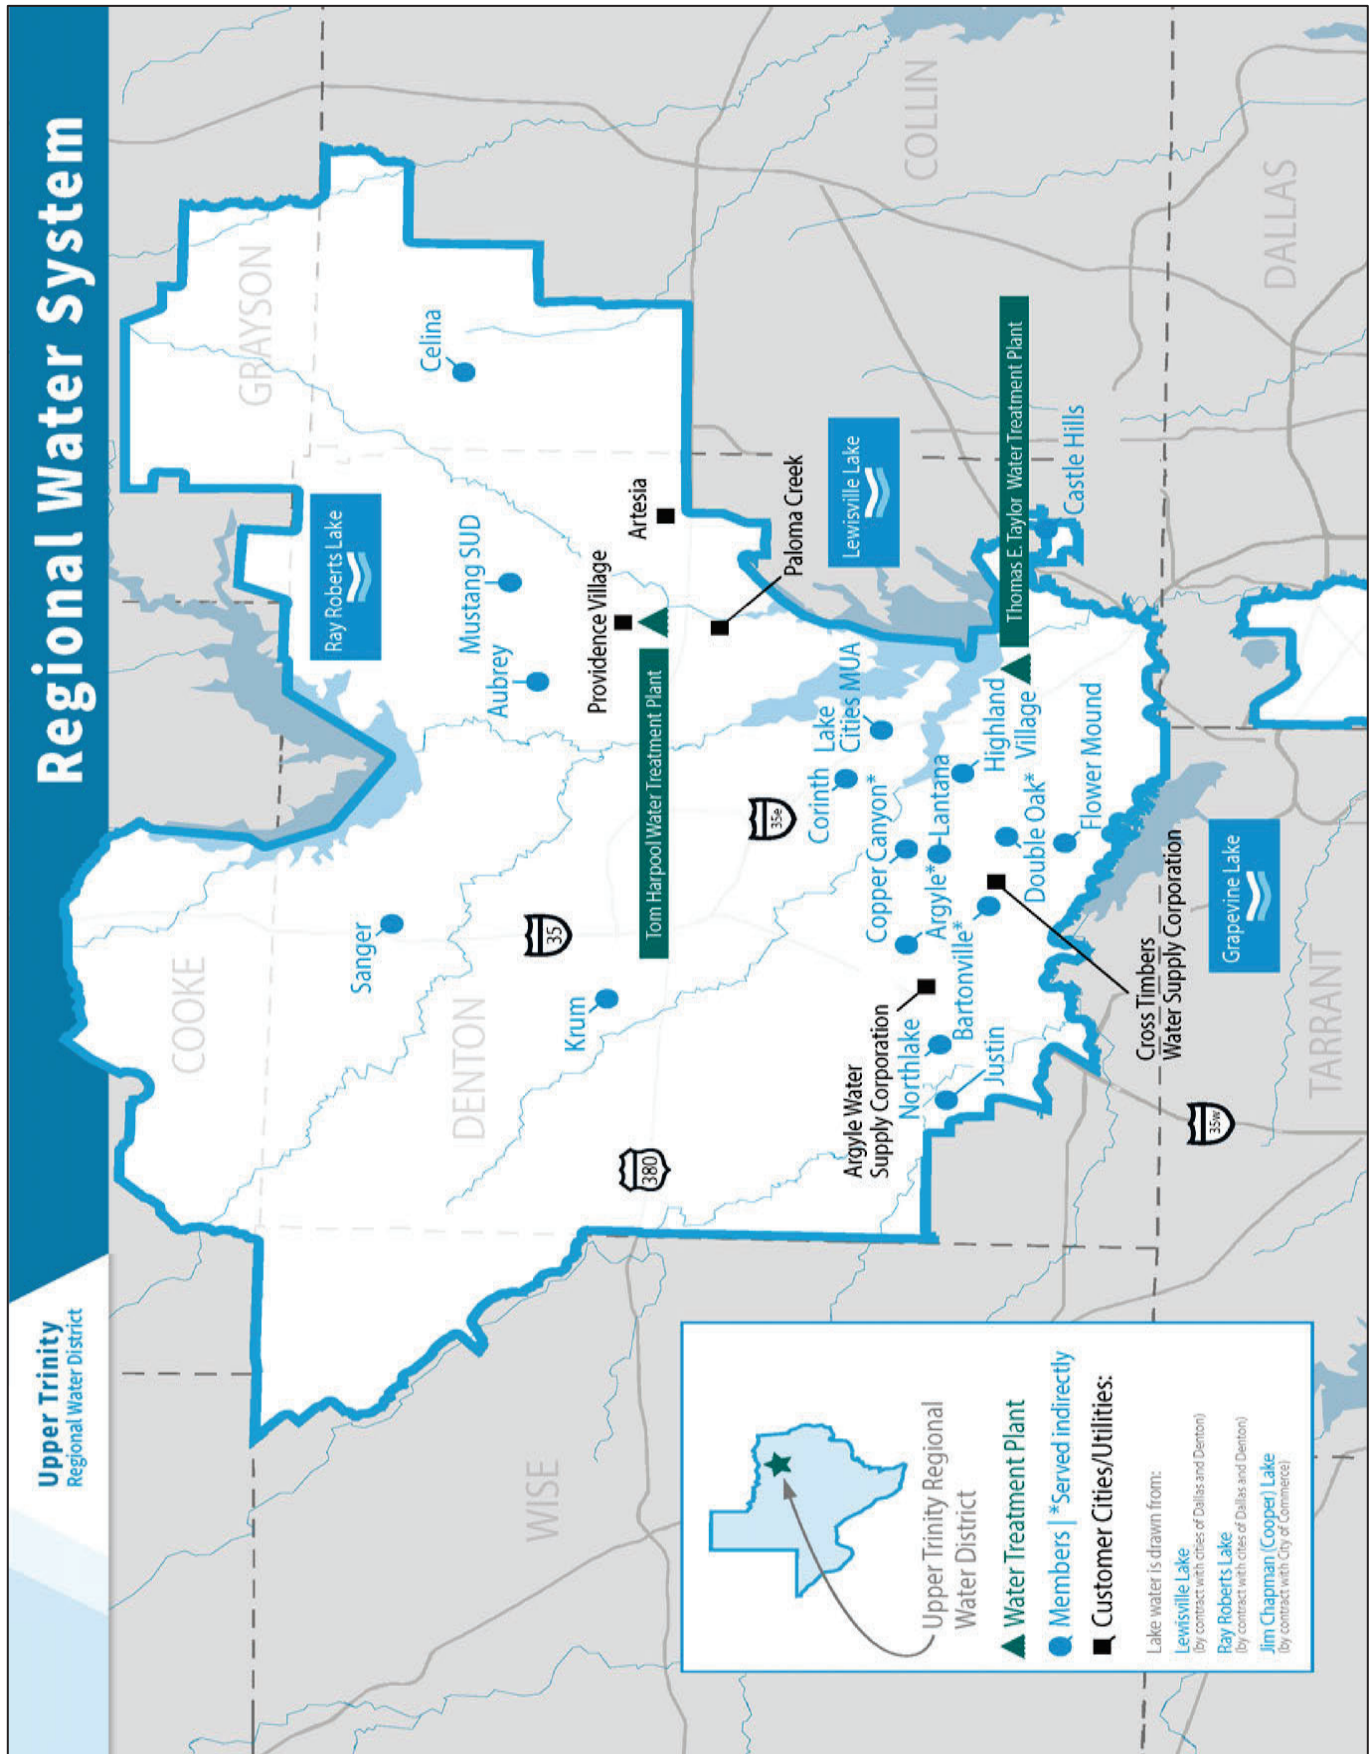 Regional Water System
Upper Trinity
Regional Water District
COOKE
GRAYSON
Ray Roberts Lake
Sanger
Celina
Mustang SUD
Aubrey
DENTON
35
Krum
Providence Village
Artesia
Tom Harpool Water Treatment Plant
380
WISE
Paloma Creek
35e
COLLIN
Corinth
Lake
Cities MUA
Lewisville Lake
Copper Canyon*
Argyle Water
Supply Corporation
Northlake
Argyle*
Lantana
Bartonville*
Justin
Highland
Village
Thomas E. Taylor Water Treatment Plant
Double Oak*
Castle Hills
Flower Mound
Cross Timbers
Water Supply Corporation
35w
Grapevine Lake
TARRANT
DALLAS
Upper Trinity Regional
Water District
Water Treatment Plant
Members | *Served indirectly
Customer Cities/Utilities:
Lake water is drawn from:
Lewisville Lake
(by contract with cities of Dallas and Denton)
Ray Roberts Lake
(by contract with cites of Dallas and Denton)
Jim Chapman (Cooper) Lake
(by contract with City of Commerce)